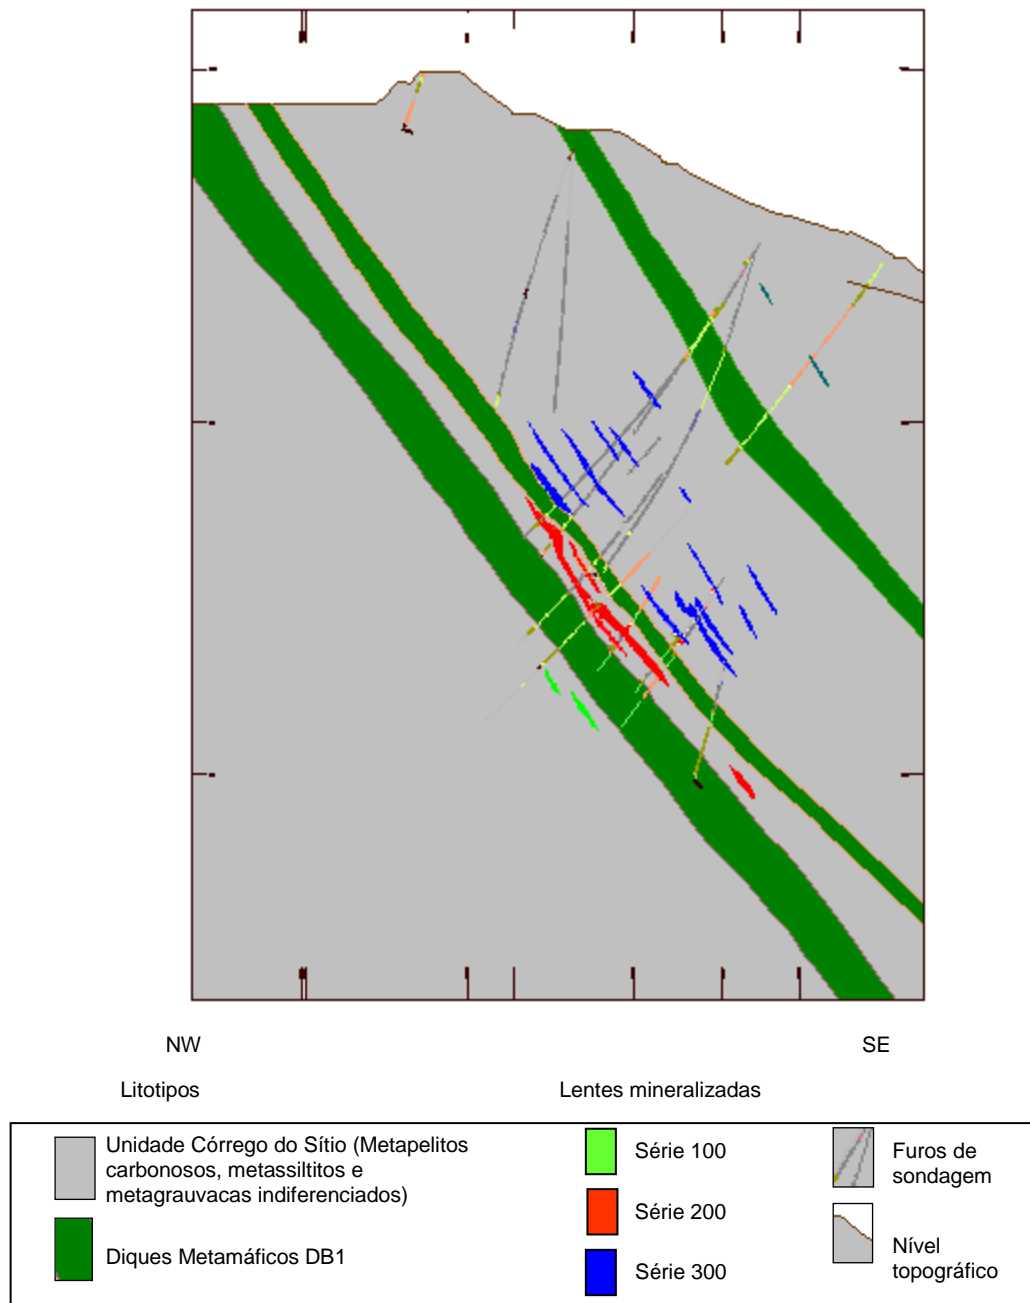 NW
SE
Litotipos
Lentes mineralizadas
Unidade Córrego do Sítio (Metapelitos
carbonosos, metassiltitos e
metagrauvacas indiferenciados)
Diques Metamáficos DB1
Série 100
Série 200
Série 300
Furos de
sondagem
Nível
topográfico